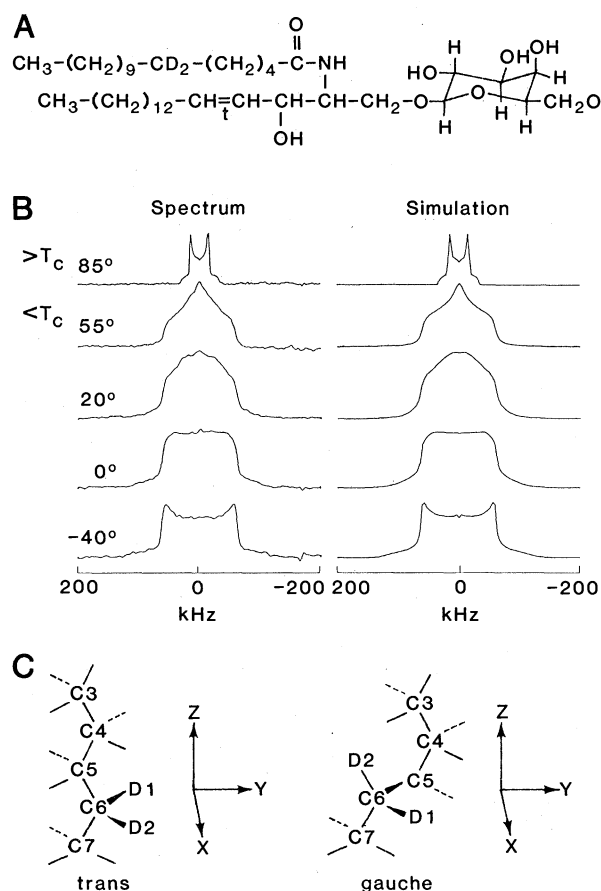 A
O
CH3-(CH2)9-CD2-(CH2)4-C-NH
CH3-(CH2)12-CH=CH-CH-CH-CH2-O
t
OH
H
HO
H
OH
OH
O
H
H
H
H
CH2O
B
Spectrum Simulation
>Tc 85°
<Tc 55°
20°
0°
-40°
200 0 -200 200 0 -200
kHz kHz
C
C3 C3
C4 Z C4 Z
C5 D2 C5
D1 C6
C6 Y D1 Y
D2
C7 X C7 X
trans gauche